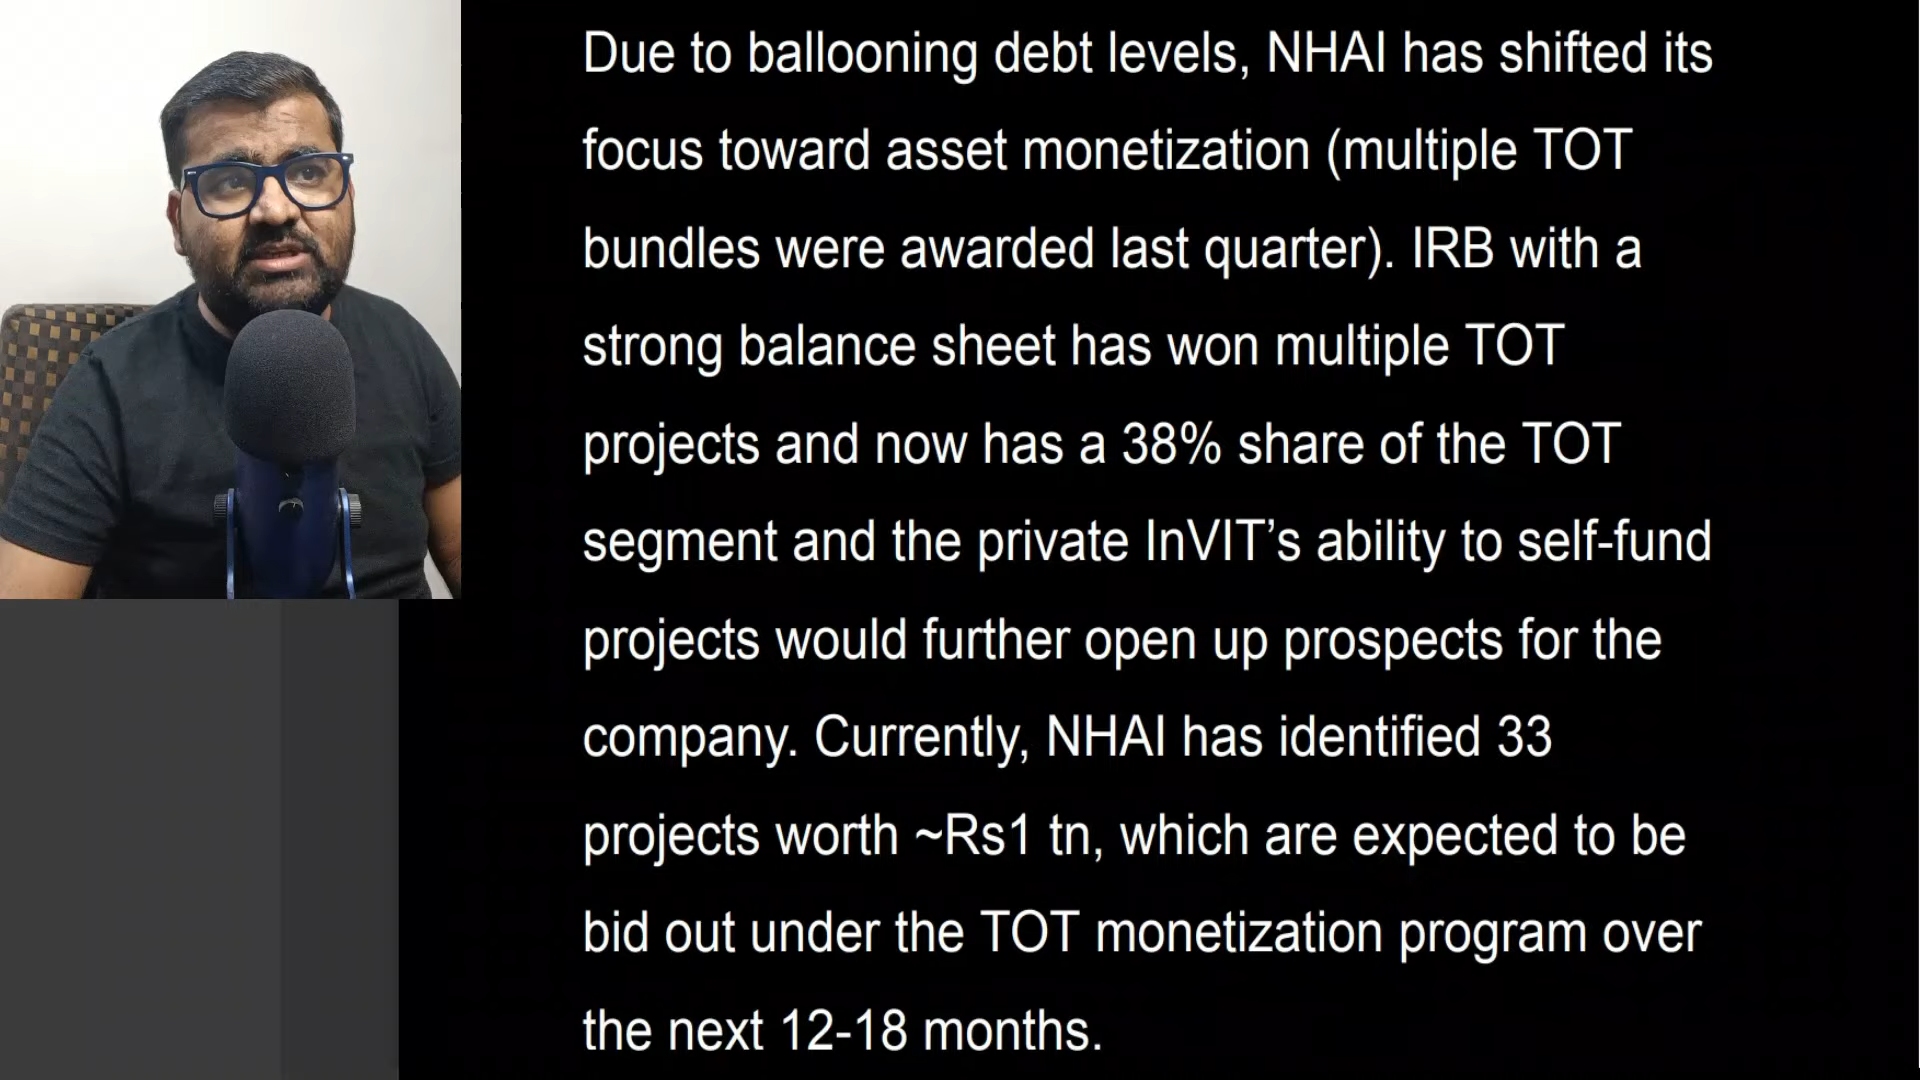 Due to ballooning debt levels, NHAI has shifted its
focus toward asset monetization (multiple TOT
bundles were awarded last quarter). IRB with a
strong balance sheet has won multiple TOT
projects and now has a 38% share of the TOT
segment and the private InVIT’s ability to self-fund
projects would further open up prospects for the
company. Currently, NHAI has identified 33
projects worth ~Rs1 tn, which are expected to be
bid out under the TOT monetization program over
the next 12-18 months.